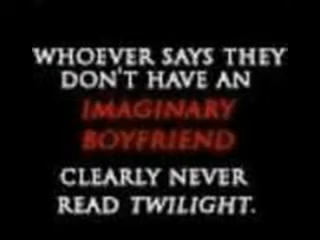 WHOEVER SAYS THEY
DON'T HAVE AN
IMAGINARY
BOYFRIEND
CLEARLY NEVER
READ TWILIGHT.